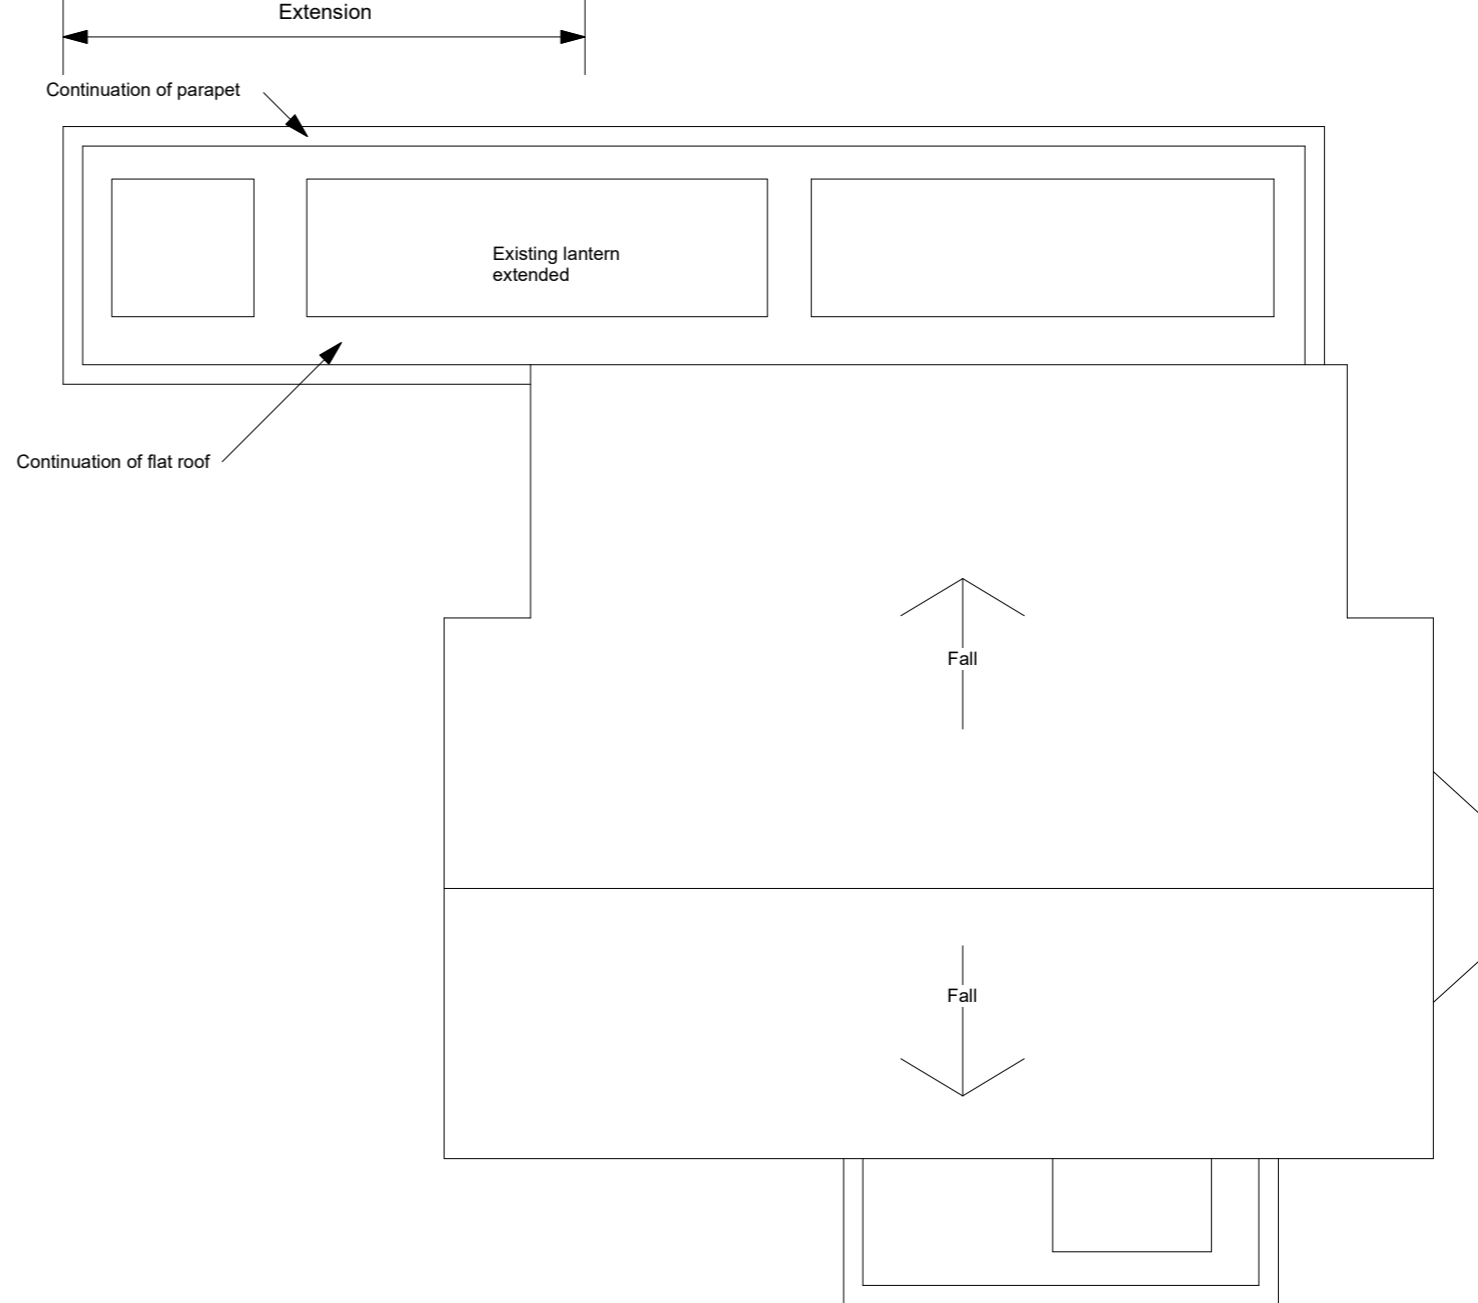 Extension
Continuation of parapet
Existing lantern
extended
Continuation of flat roof
Fall
Fall